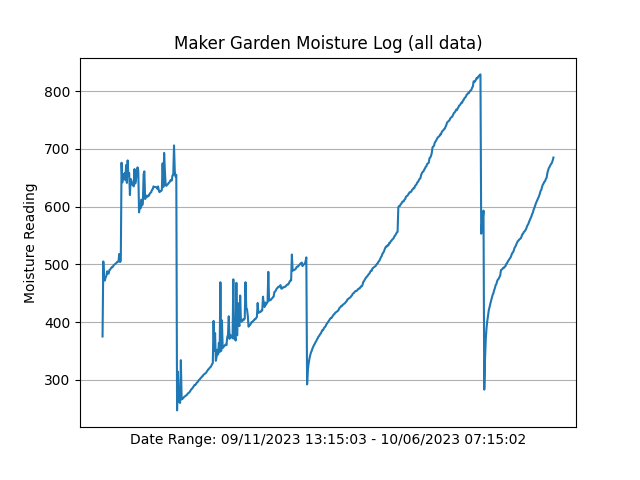 Maker Garden Moisture Log (all data)
800
700
600
500
400
300
Moisture Reading
Date Range: 09/11/2023 13:15:03 - 10/06/2023 07:15:02